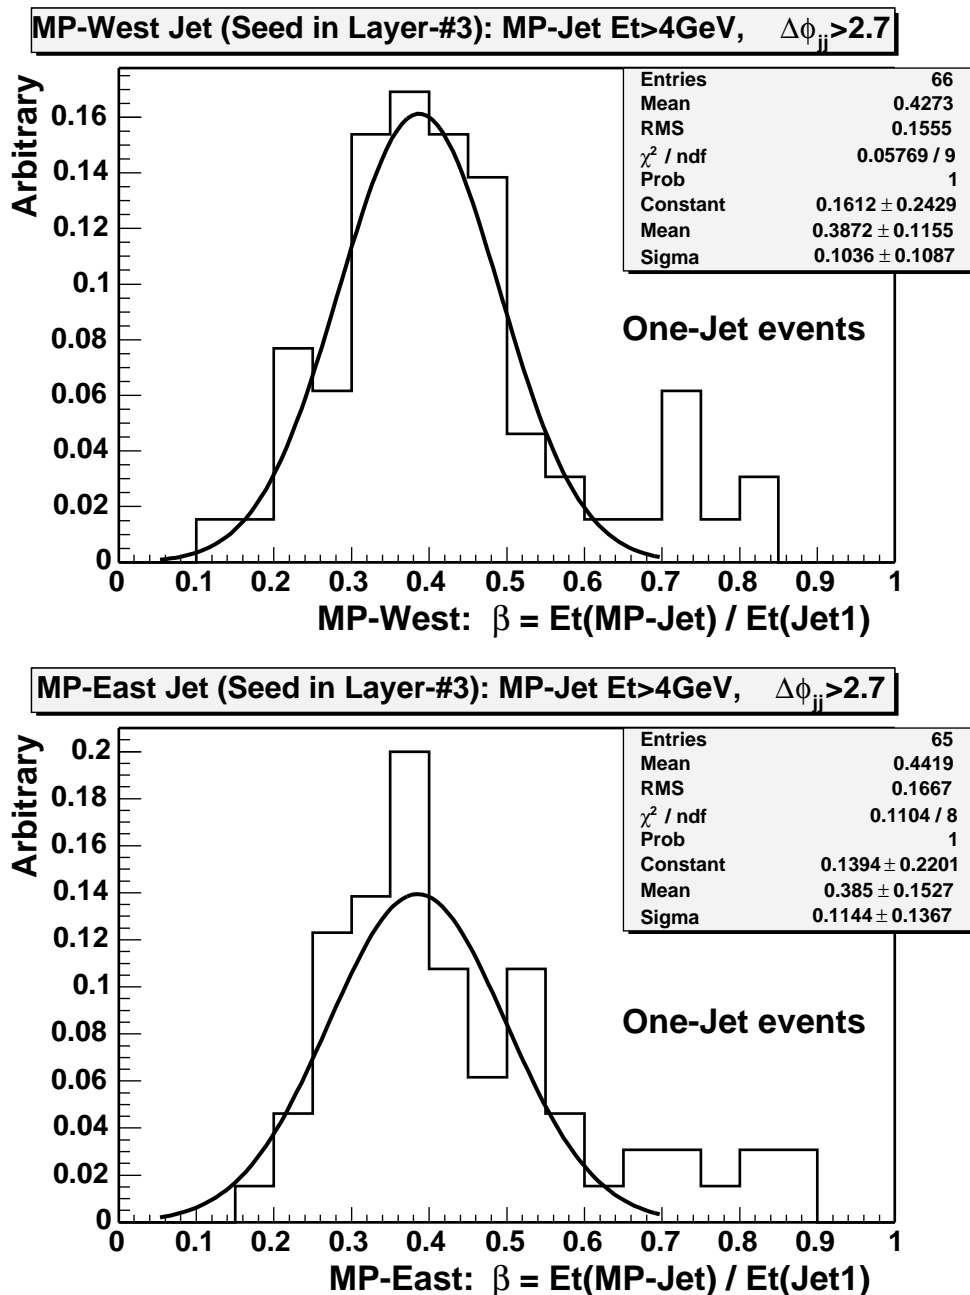 MP-West Jet (Seed in Layer-#3): MP-Jet Et>4GeV, Δϕjj>2.7
Arbitrary
Entries 66
Mean 0.4273
RMS 0.1555
χ² / ndf 0.05769 / 9
Prob 1
Constant 0.1612 ± 0.2429
Mean 0.3872 ± 0.1155
Sigma 0.1036 ± 0.1087
0.16
0.14
0.12
0.1
0.08
0.06
0.04
0.02
0
One-Jet events
0 0.1 0.2 0.3 0.4 0.5 0.6 0.7 0.8 0.9 1
MP-West: β = Et(MP-Jet) / Et(Jet1)
MP-East Jet (Seed in Layer-#3): MP-Jet Et>4GeV, Δϕjj>2.7
Arbitrary
Entries 65
Mean 0.4419
RMS 0.1667
χ² / ndf 0.1104 / 8
Prob 1
Constant 0.1394 ± 0.2201
Mean 0.385 ± 0.1527
Sigma 0.1144 ± 0.1367
0.2
0.18
0.16
0.14
0.12
0.1
0.08
0.06
0.04
0.02
0
One-Jet events
0 0.1 0.2 0.3 0.4 0.5 0.6 0.7 0.8 0.9 1
MP-East: β = Et(MP-Jet) / Et(Jet1)